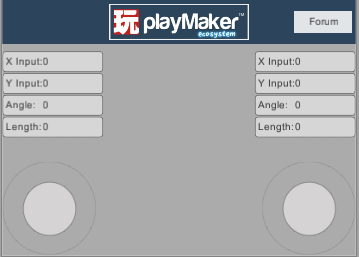 玩 playMaker™
ecosystem
Forum
X Input:0
Y Input:0
Angle: 0
Length:0
X Input:0
Y Input:0
Angle: 0
Length:0